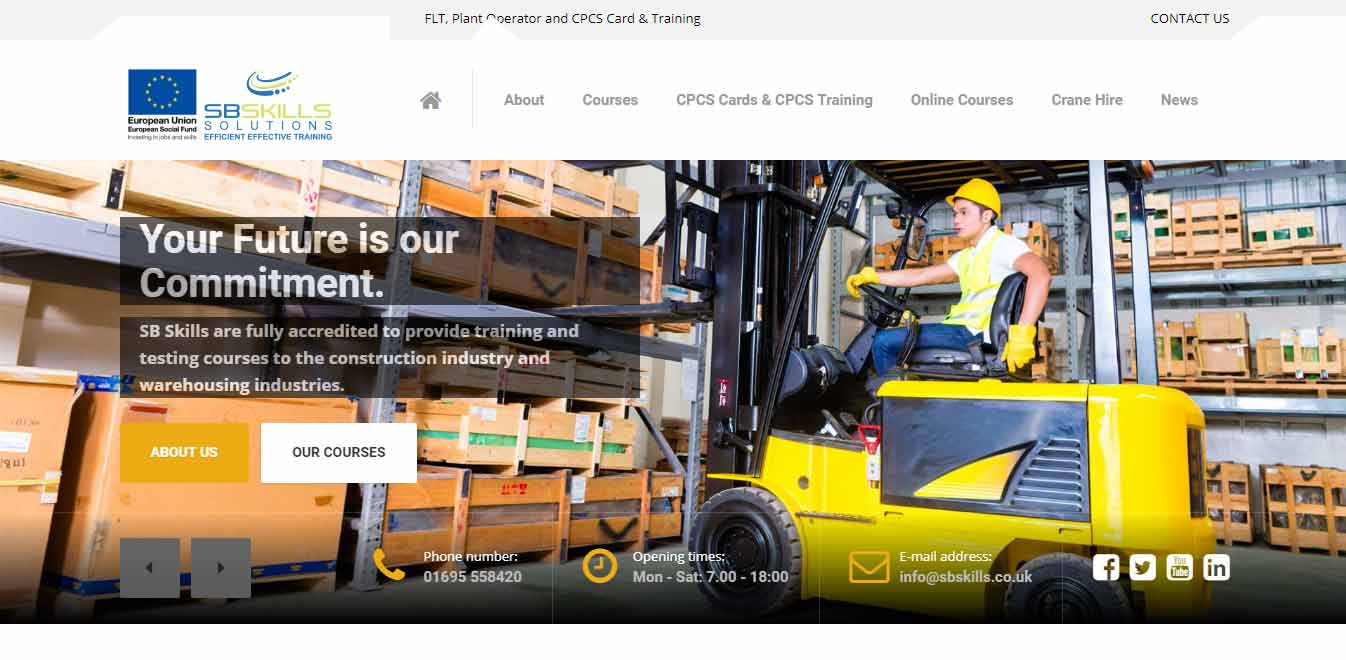 FLT, Plant Operator and CPCS Card & Training
CONTACT US
European Union
European Social Fund
Investing in jobs and skills
SBSKILLS
SOLUTIONS
EFFICIENT EFFECTIVE TRAINING
About
Courses
CPCS Cards & CPCS Training
Online Courses
Crane Hire
News
Your Future is our
Commitment.
SB Skills are fully accredited to provide training and
testing courses to the construction industry and
warehousing industries.
ABOUT US
OUR COURSES
Phone number:
01695 558420
Opening times:
Mon - Sat: 7.00 - 18:00
E-mail address:
info@sbskills.co.uk
You
Tube
in